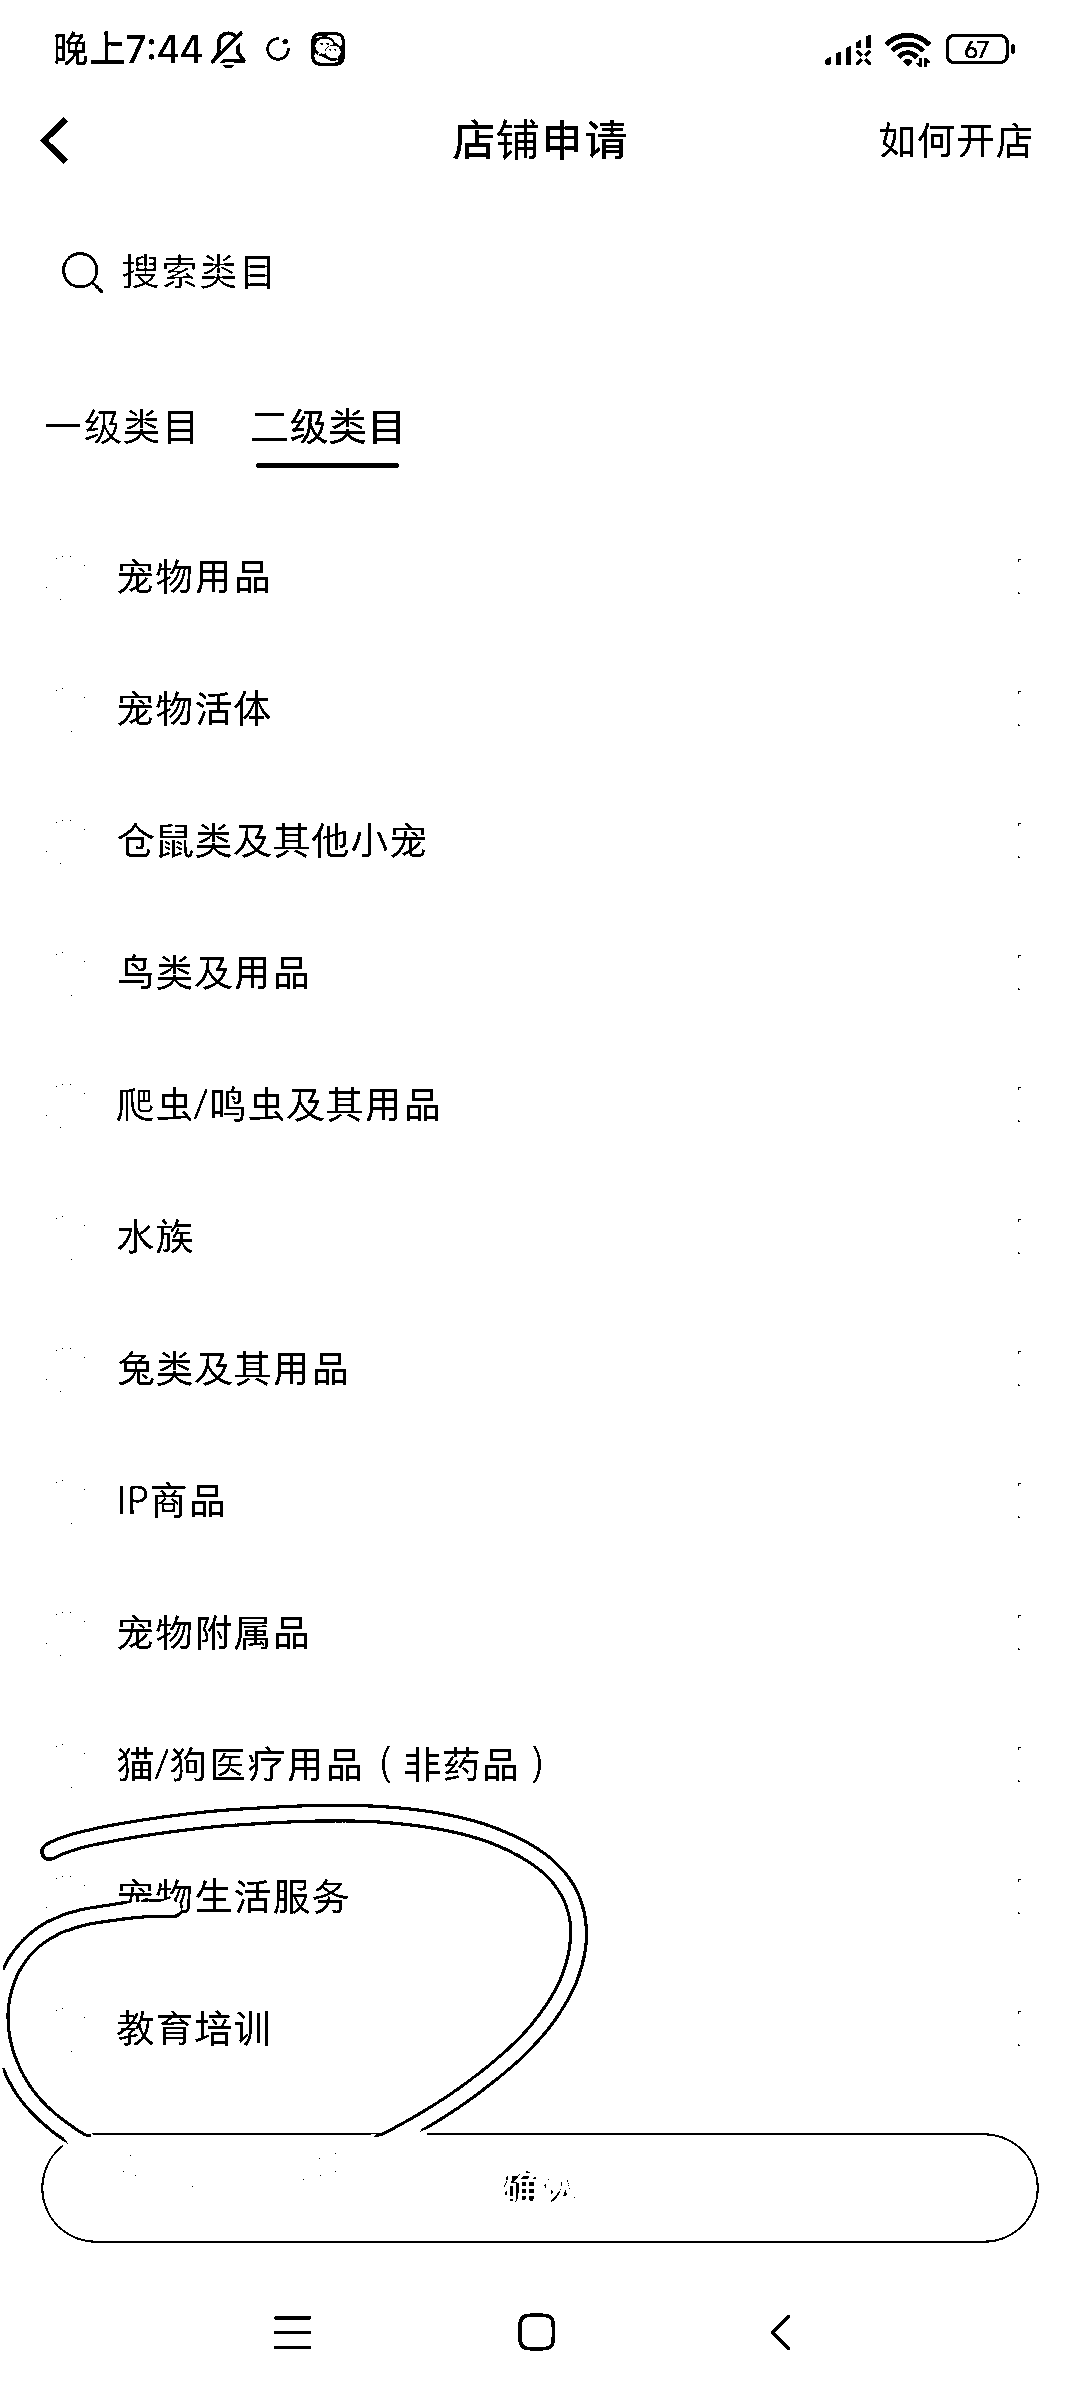 晚上7:44
67
店铺申请
如何开店
搜索类目
一级类目 二级类目
宠物用品
宠物活体
仓鼠类及其他小宠
鸟类及用品
爬虫/鸣虫及其用品
水族
兔类及其用品
IP商品
宠物附属品
猫/狗医疗用品（非药品）
宠物生活服务
教育培训